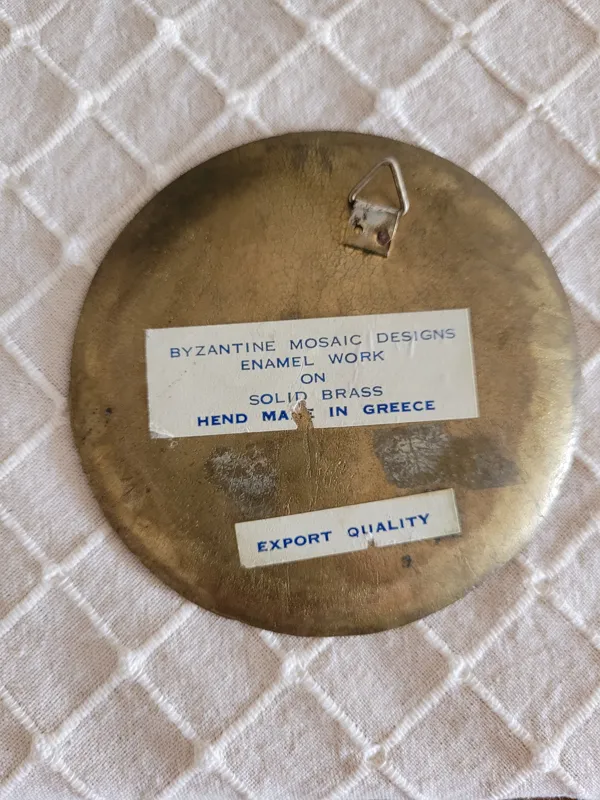 BYZANTINE MOSAIC DESIGNS
ENAMEL WORK
ON
SOLID BRASS
HEND MADE IN GREECE
EXPORT QUALITY